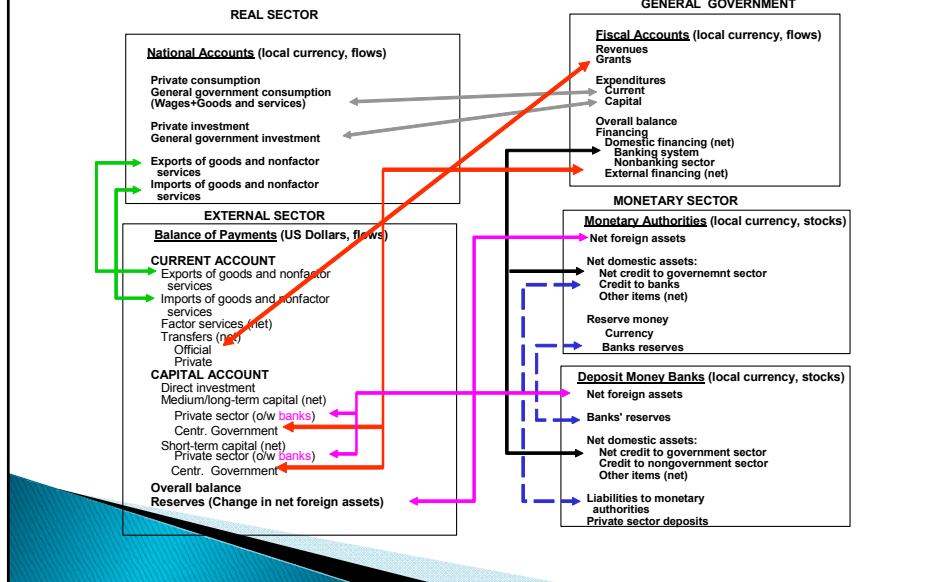 REAL SECTOR
National Accounts (local currency, flows)
Private consumption
General government consumption
(Wages+Goods and services)
Private investment
General government investment
Exports of goods and nonfactor
services
Imports of goods and nonfactor
services
EXTERNAL SECTOR
Balance of Payments (US Dollars, flows)
CURRENT ACCOUNT
Exports of goods and nonfactor
services
Imports of goods and nonfactor
services
Factor services (net)
Transfers (net)
Official
Private
CAPITAL ACCOUNT
Direct investment
Medium/long-term capital (net)
Private sector (o/w banks)
Centr. Government
Short-term capital (net)
Private sector (o/w banks)
Centr. Government
Overall balance
Reserves (Change in net foreign assets)
GENERAL GOVERNMENT
Fiscal Accounts (local currency, flows)
Revenues
Grants
Expenditures
Current
Capital
Overall balance
Financing
Domestic financing (net)
Banking system
Nonbanking sector
External financing (net)
MONETARY SECTOR
Monetary Authorities (local currency, stocks)
Net foreign assets
Net domestic assets:
Net credit to governemnt sector
Credit to banks
Other items (net)
Reserve money
Currency
Banks reserves
Deposit Money Banks (local currency, stocks)
Net foreign assets
Banks' reserves
Net domestic assets:
Net credit to government sector
Credit to nongovernment sector
Other items (net)
Liabilities to monetary
authorities
Private sector deposits